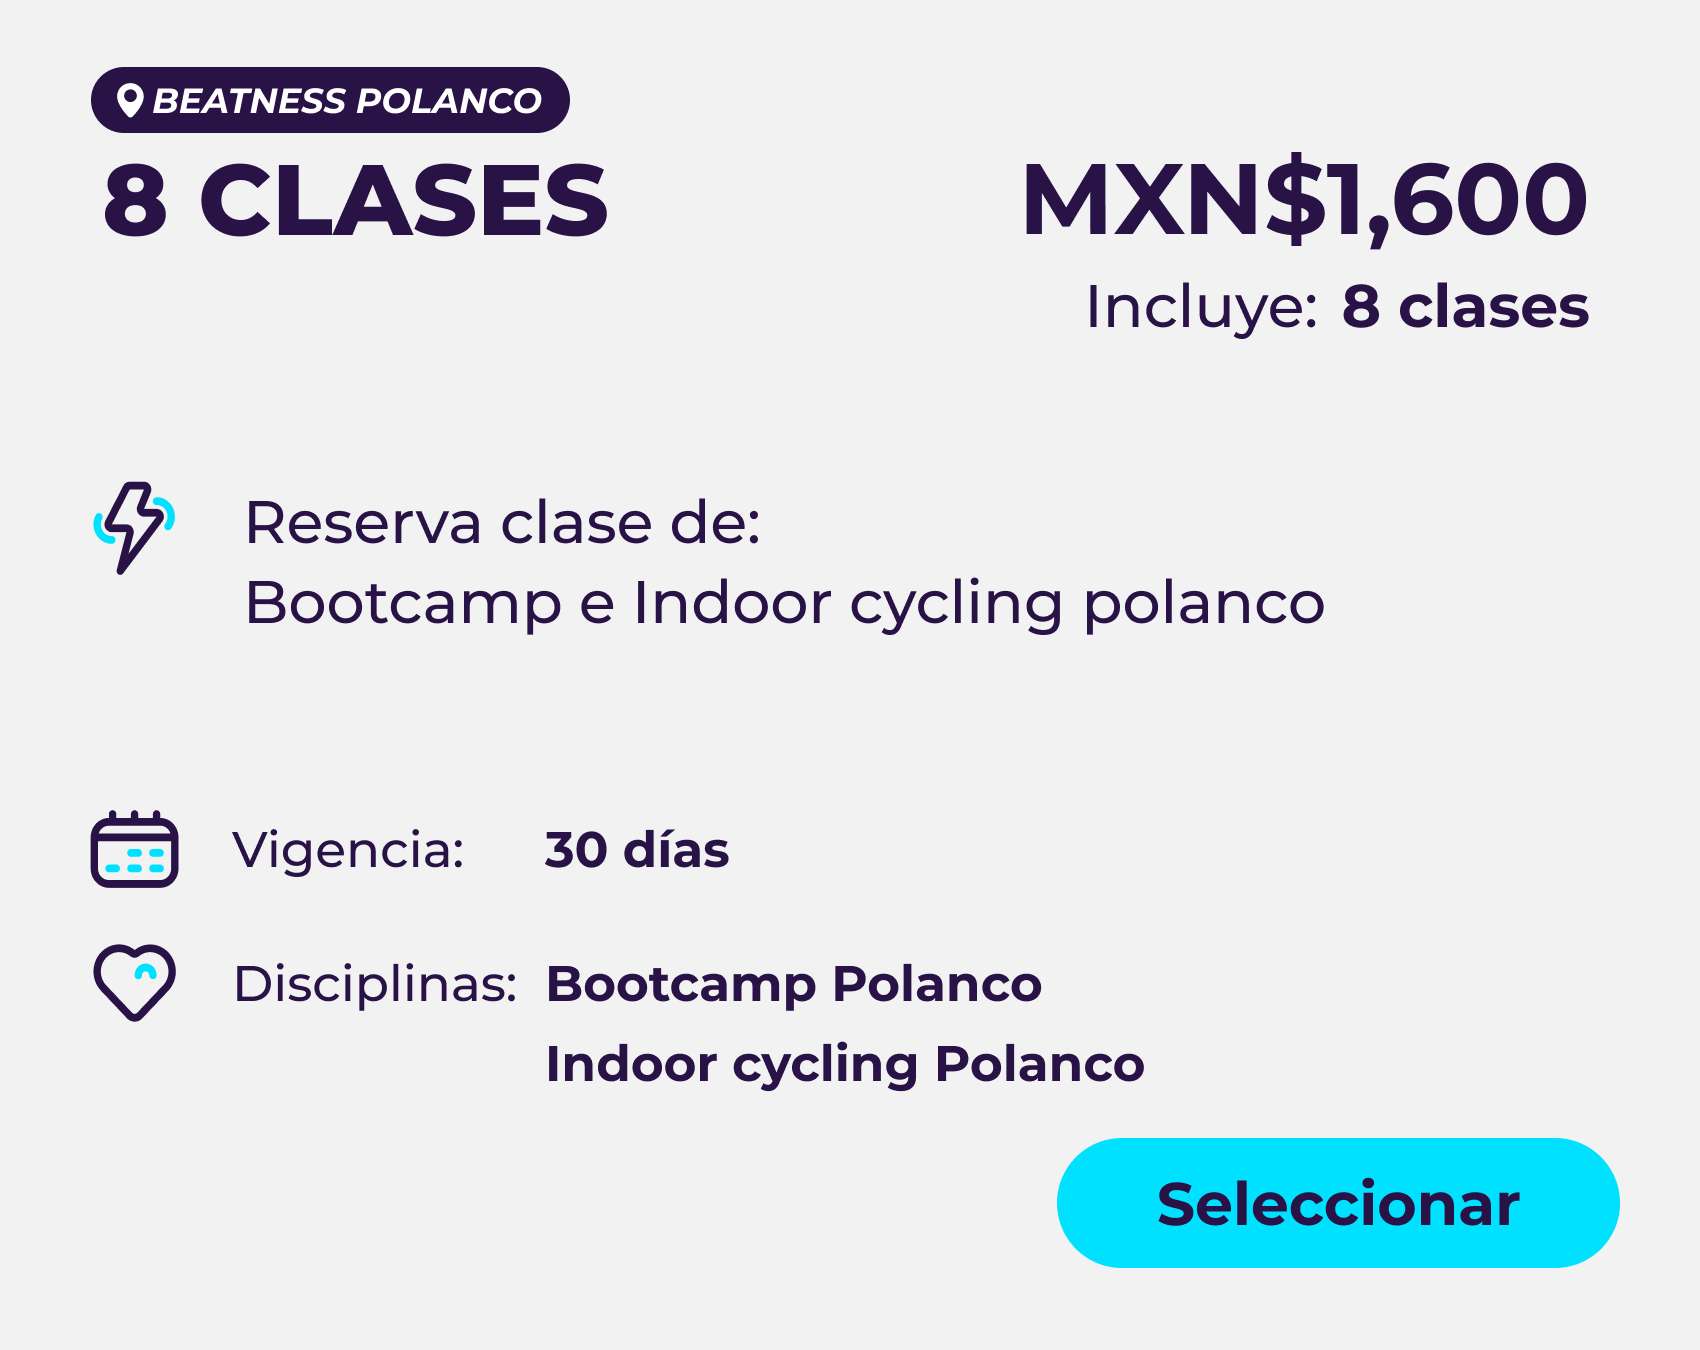 BEATNESS POLANCO
8 CLASES
MXN$1,600
Incluye: 8 clases
Reserva clase de:
Bootcamp e Indoor cycling polanco
Vigencia: 30 días
Disciplinas: Bootcamp Polanco
Indoor cycling Polanco
Seleccionar